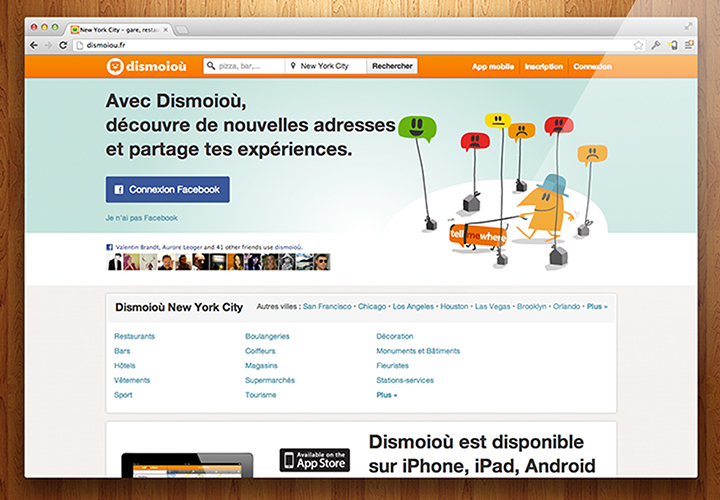 New York City – gare, resta
dismoiou.fr
dismoioù
pizza, bar,...
New York City
Rechercher
App mobile
Inscription
Connexion
Avec Dismoioù,
découvre de nouvelles adresses
et partage tes expériences.
Connexion Facebook
Je n'ai pas Facebook
tellmewhere
Valentin Brandt, Aurore Leoger and 41 other friends use dismoioù.
Dismoioù New York City
Autres villes : San Francisco • Chicago • Los Angeles • Houston • Las Vegas • Brooklyn • Orlando • Plus »
Restaurants
Bars
Hôtels
Vêtements
Sport
Boulangeries
Coiffeurs
Magasins
Supermarchés
Tourisme
Décoration
Monuments et Bâtiments
Fleuristes
Stations-services
Plus »
Available on the
App Store
Dismoioù est disponible
sur iPhone, iPad, Android